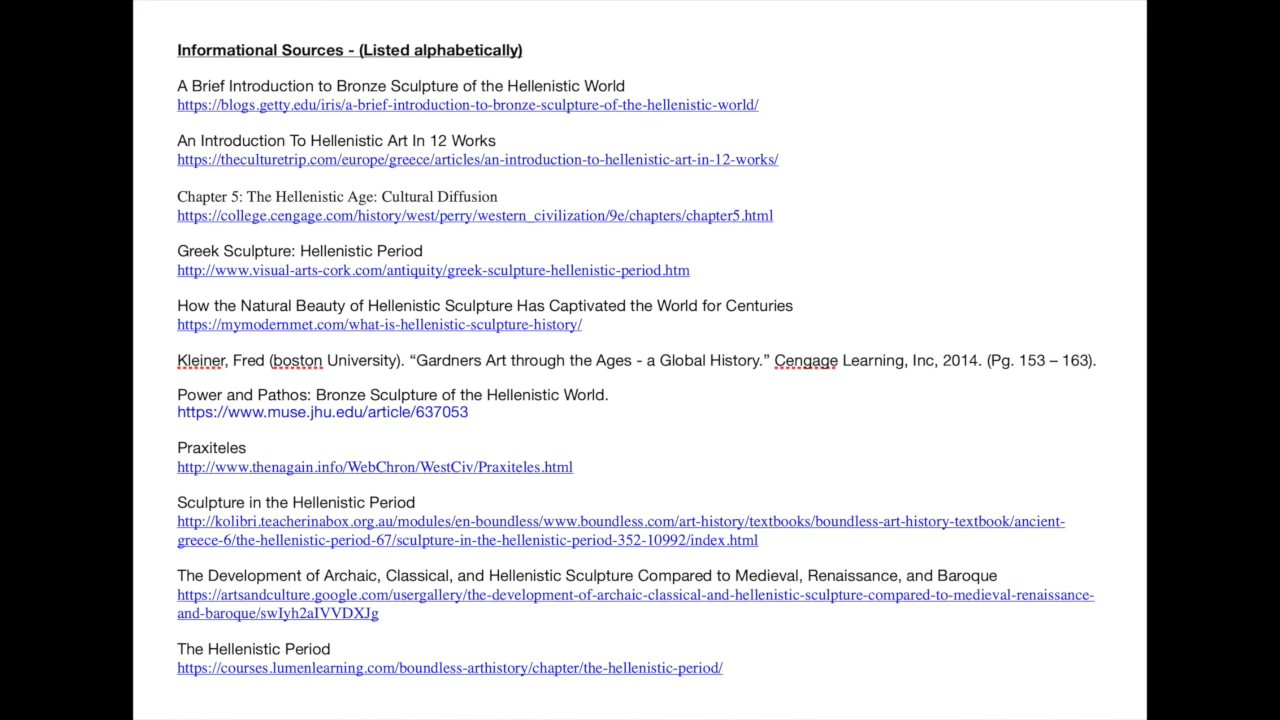 Informational Sources - (Listed alphabetically)
A Brief Introduction to Bronze Sculpture of the Hellenistic World
https://blogs.getty.edu/iris/a-brief-introduction-to-bronze-sculpture-of-the-hellenistic-world/
An Introduction To Hellenistic Art In 12 Works
https://theculturetrip.com/europe/greece/articles/an-introduction-to-hellenistic-art-in-12-works/
Chapter 5: The Hellenistic Age: Cultural Diffusion
https://college.cengage.com/history/west/perry/western_civilization/9e/chapters/chapter5.html
Greek Sculpture: Hellenistic Period
http://www.visual-arts-cork.com/antiquity/greek-sculpture-hellenistic-period.htm
How the Natural Beauty of Hellenistic Sculpture Has Captivated the World for Centuries
https://mymodernmet.com/what-is-hellenistic-sculpture-history/
Kleiner, Fred (boston University). “Gardners Art through the Ages - a Global History.” Cengage Learning, Inc, 2014. (Pg. 153 – 163).
Power and Pathos: Bronze Sculpture of the Hellenistic World.
https://www.muse.jhu.edu/article/637053
Praxiteles
http://www.thenagain.info/WebChron/WestCiv/Praxiteles.html
Sculpture in the Hellenistic Period
http://kolibri.teacherinabox.org.au/modules/en-boundless/www.boundless.com/art-history/textbooks/boundless-art-history-textbook/ancient-
greece-6/the-hellenistic-period-67/sculpture-in-the-hellenistic-period-352-10992/index.html
The Development of Archaic, Classical, and Hellenistic Sculpture Compared to Medieval, Renaissance, and Baroque
https://artsandculture.google.com/usergallery/the-development-of-archaic-classical-and-hellenistic-sculpture-compared-to-medieval-renaissance-
and-baroque/swIyh2aIVVDXJg
The Hellenistic Period
https://courses.lumenlearning.com/boundless-arthistory/chapter/the-hellenistic-period/